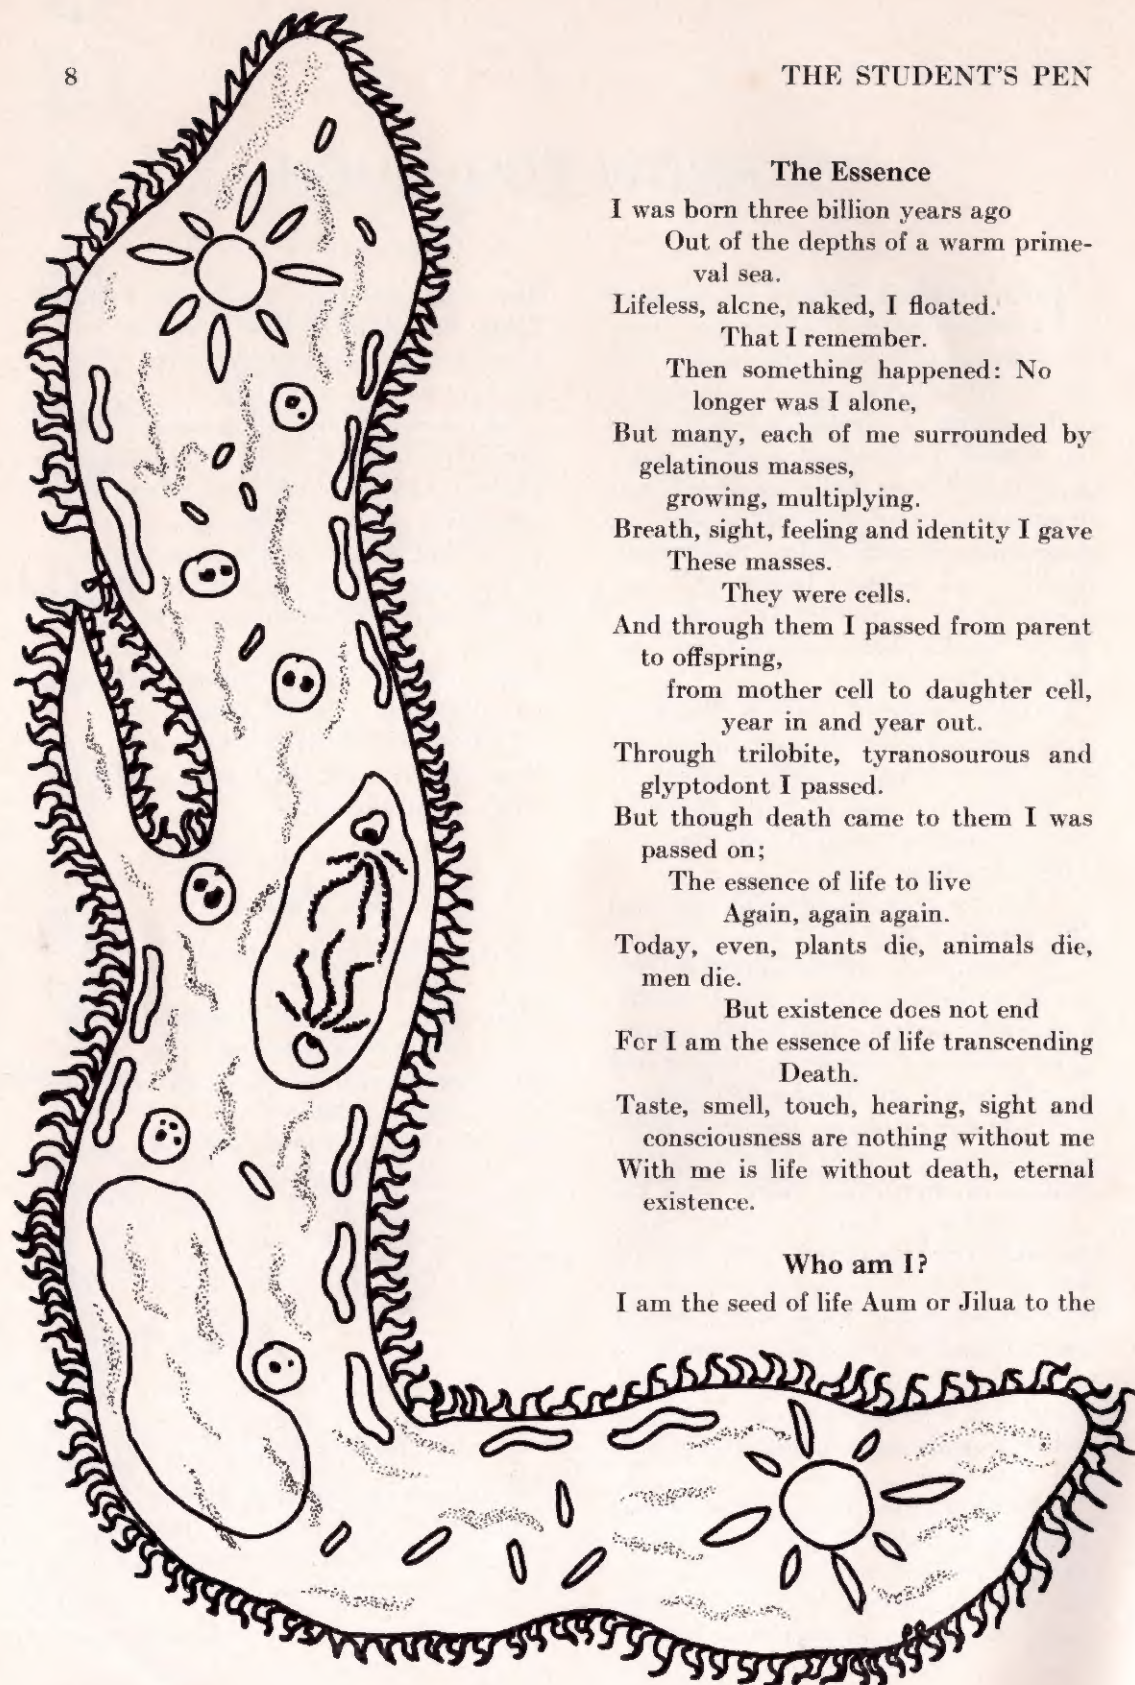 8
THE STUDENT'S PEN
The Essence
I was born three billion years ago
Out of the depths of a warm prime-
val sea.
Lifeless, alcne, naked, I floated.
That I remember.
Then something happened: No
longer was I alone,
But many, each of me surrounded by
gelatinous masses,
growing, multiplying.
Breath, sight, feeling and identity I gave
These masses.
They were cells.
And through them I passed from parent
to offspring,
from mother cell to daughter cell,
year in and year out.
Through trilobite, tyranosourous and
glyptodont I passed.
But though death came to them I was
passed on;
The essence of life to live
Again, again again.
Today, even, plants die, animals die,
men die.
But existence dces not end
Fcr I am the essence of life transcending
Death.
Taste, smell, touch, hearing, sight and
consciousness are nothing without me
With me is life without death, eternal
existence.
Who am I?
I am the seed of life Aum or Jilua to the